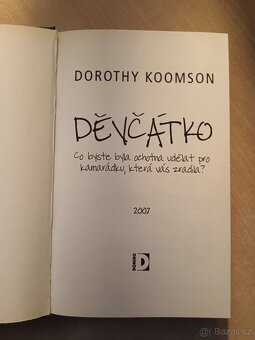 DOROTHY KOOMSON
DĚVČÁTKO
Co byste byla ochotna udělat pro
kamarádku, která vás zradila?
2007
DOMINO
Bazos.cz